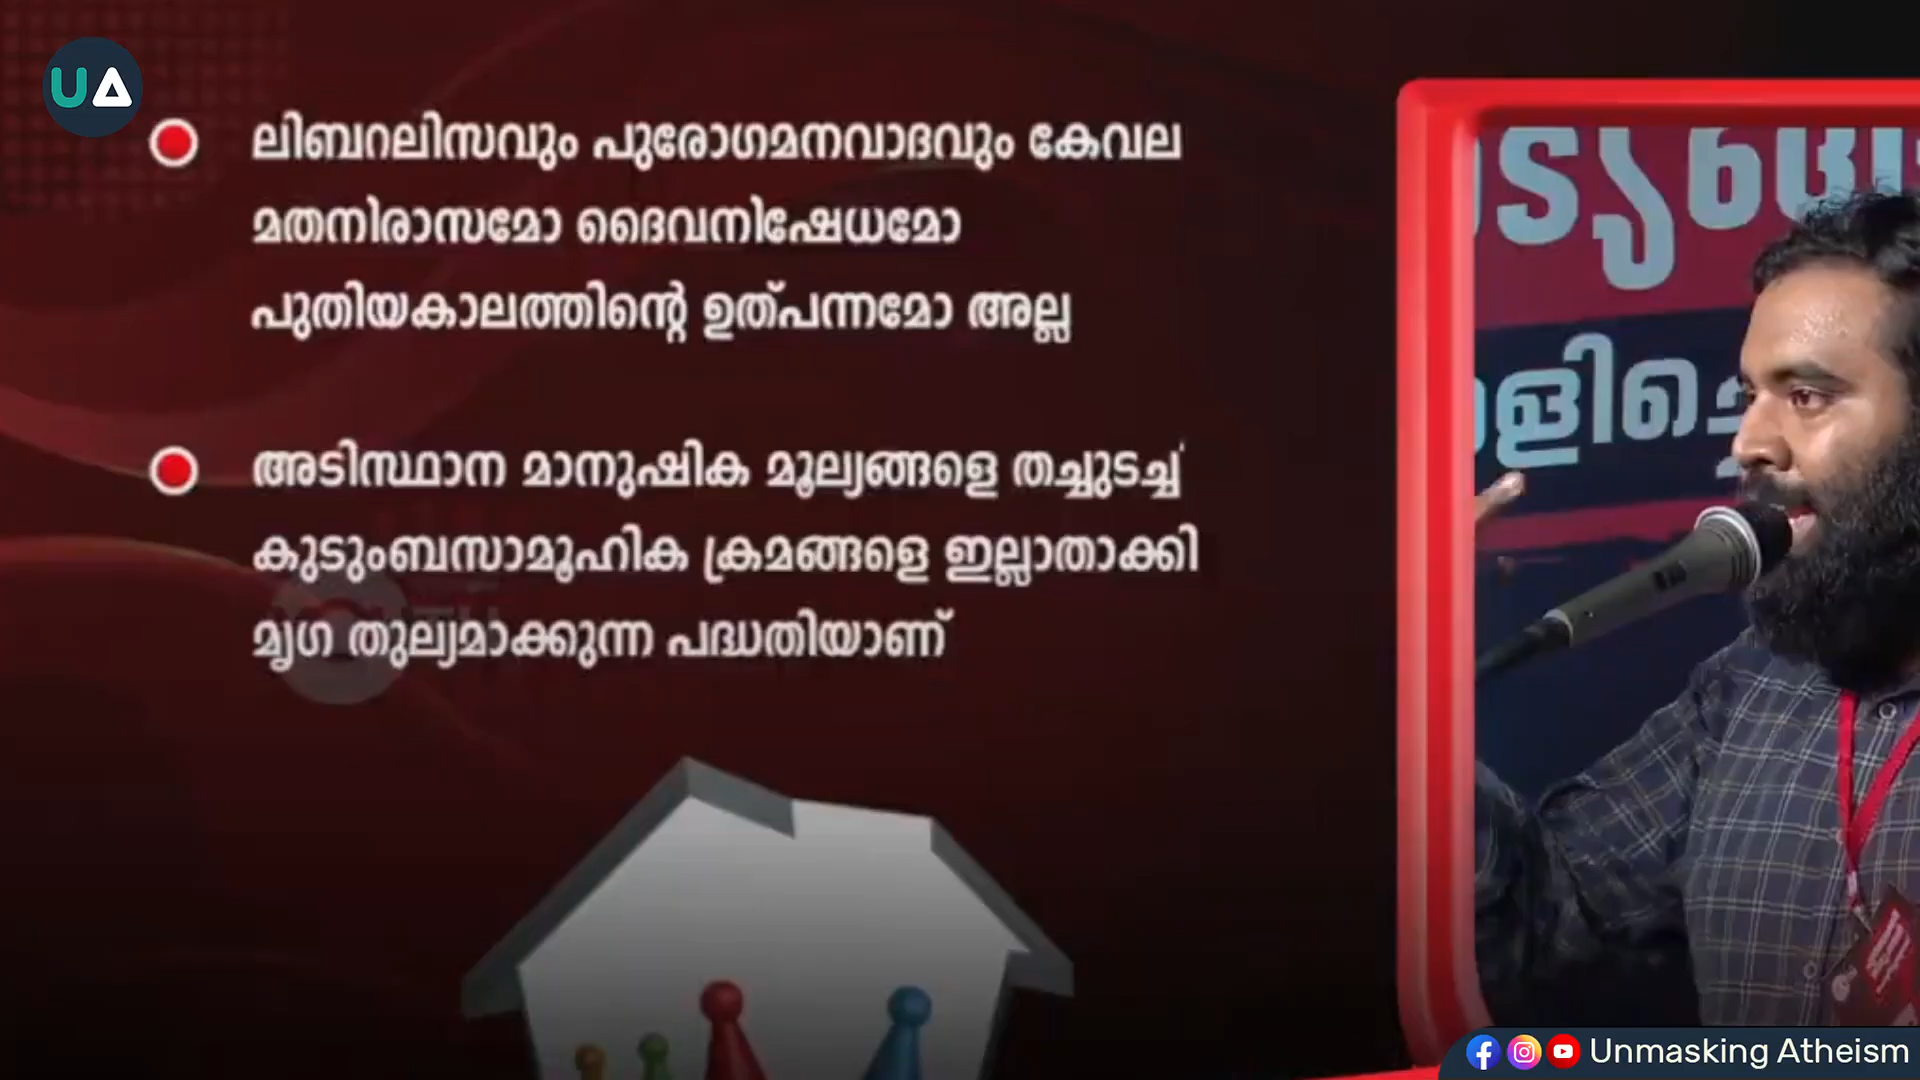 UA
ലിബറലിസവും പുരോഗമനവാദവും കേവല
മതനിരാസമോ ദൈവനിഷേധമോ
പുതിയകാലത്തിന്റെ ഉത്പന്നമോ അല്ല
അടിസ്ഥാന മാനുഷിക മൂല്യങ്ങളെ തച്ചുടച്ച്
കുടുംബസാമൂഹിക ക്രമങ്ങളെ ഇല്ലാതാക്കി
മൃഗ തുല്യമാക്കുന്ന പദ്ധതിയാണ്
Unmasking Atheism